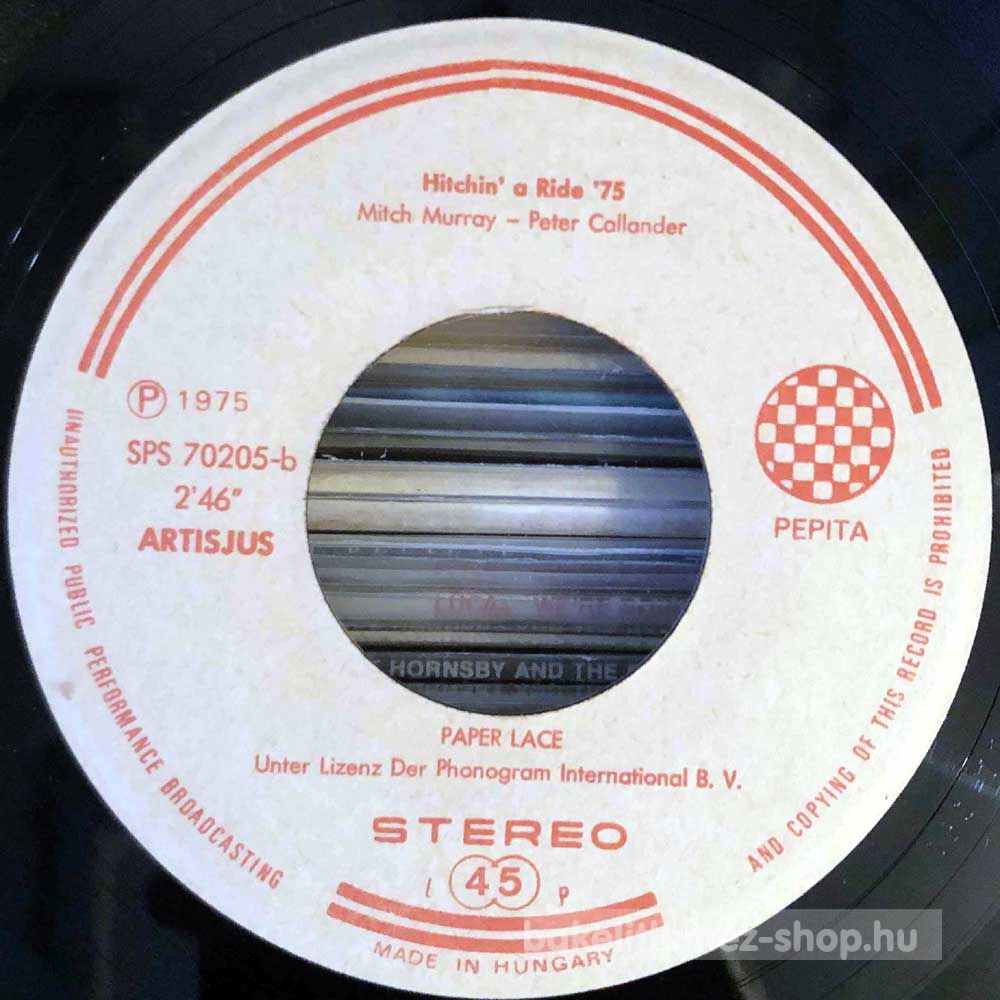 Hitchin' a Ride '75
Mitch Murray – Peter Callander
Ⓟ 1975
SPS 70205-b
2'46"
ARTISJUS
PEPITA
HORNSBY AND THE
PAPER LACE
Unter Lizenz Der Phonogram International B. V.
STEREO
l 45 p
UNAUTHORIZED PUBLIC PERFORMANCE BROADCASTING
AND COPYING OF THIS RECORD IS PROHIBITED
MADE IN HUNGARY